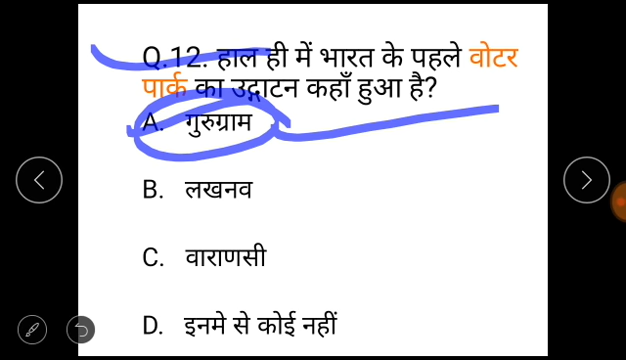 Q.12. हाल ही में भारत के पहले वोटर
पार्क का उद्घाटन कहाँ हुआ है?
A. गुरुग्राम
B. लखनव
C. वाराणसी
D. इनमे से कोई नहीं